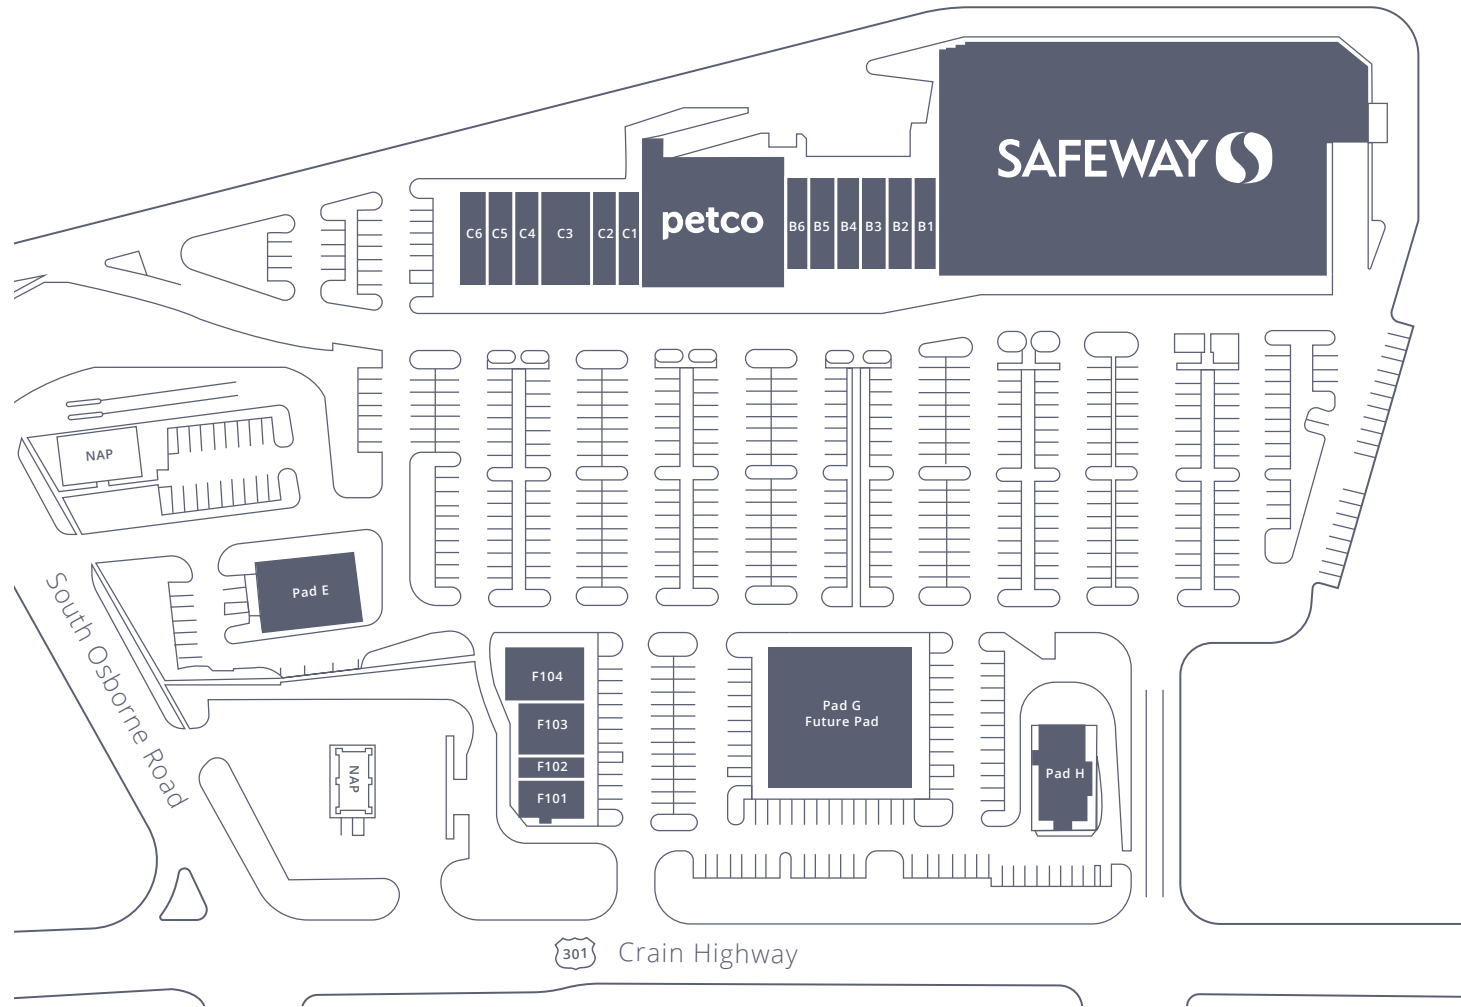 SAFEWAY
petco
C6
C5
C4
C3
C2
C1
B6
B5
B4
B3
B2
B1
NAP
Pad E
South Osborne Road
F104
F103
F102
F101
NAP
Pad G
Future Pad
Pad H
301
Crain Highway